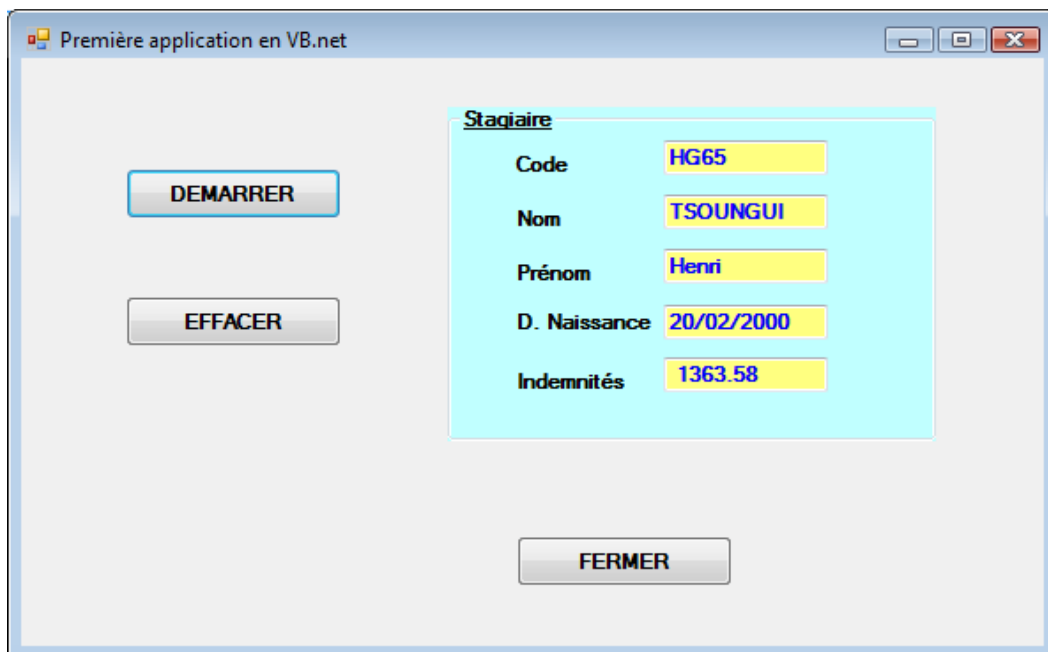 Première application en VB.net
Stagiaire
Code HG65
DEMARRER
Nom TSOUNGUI
Prénom Henri
EFFACER
D. Naissance 20/02/2000
Indemnités 1363.58
FERMER